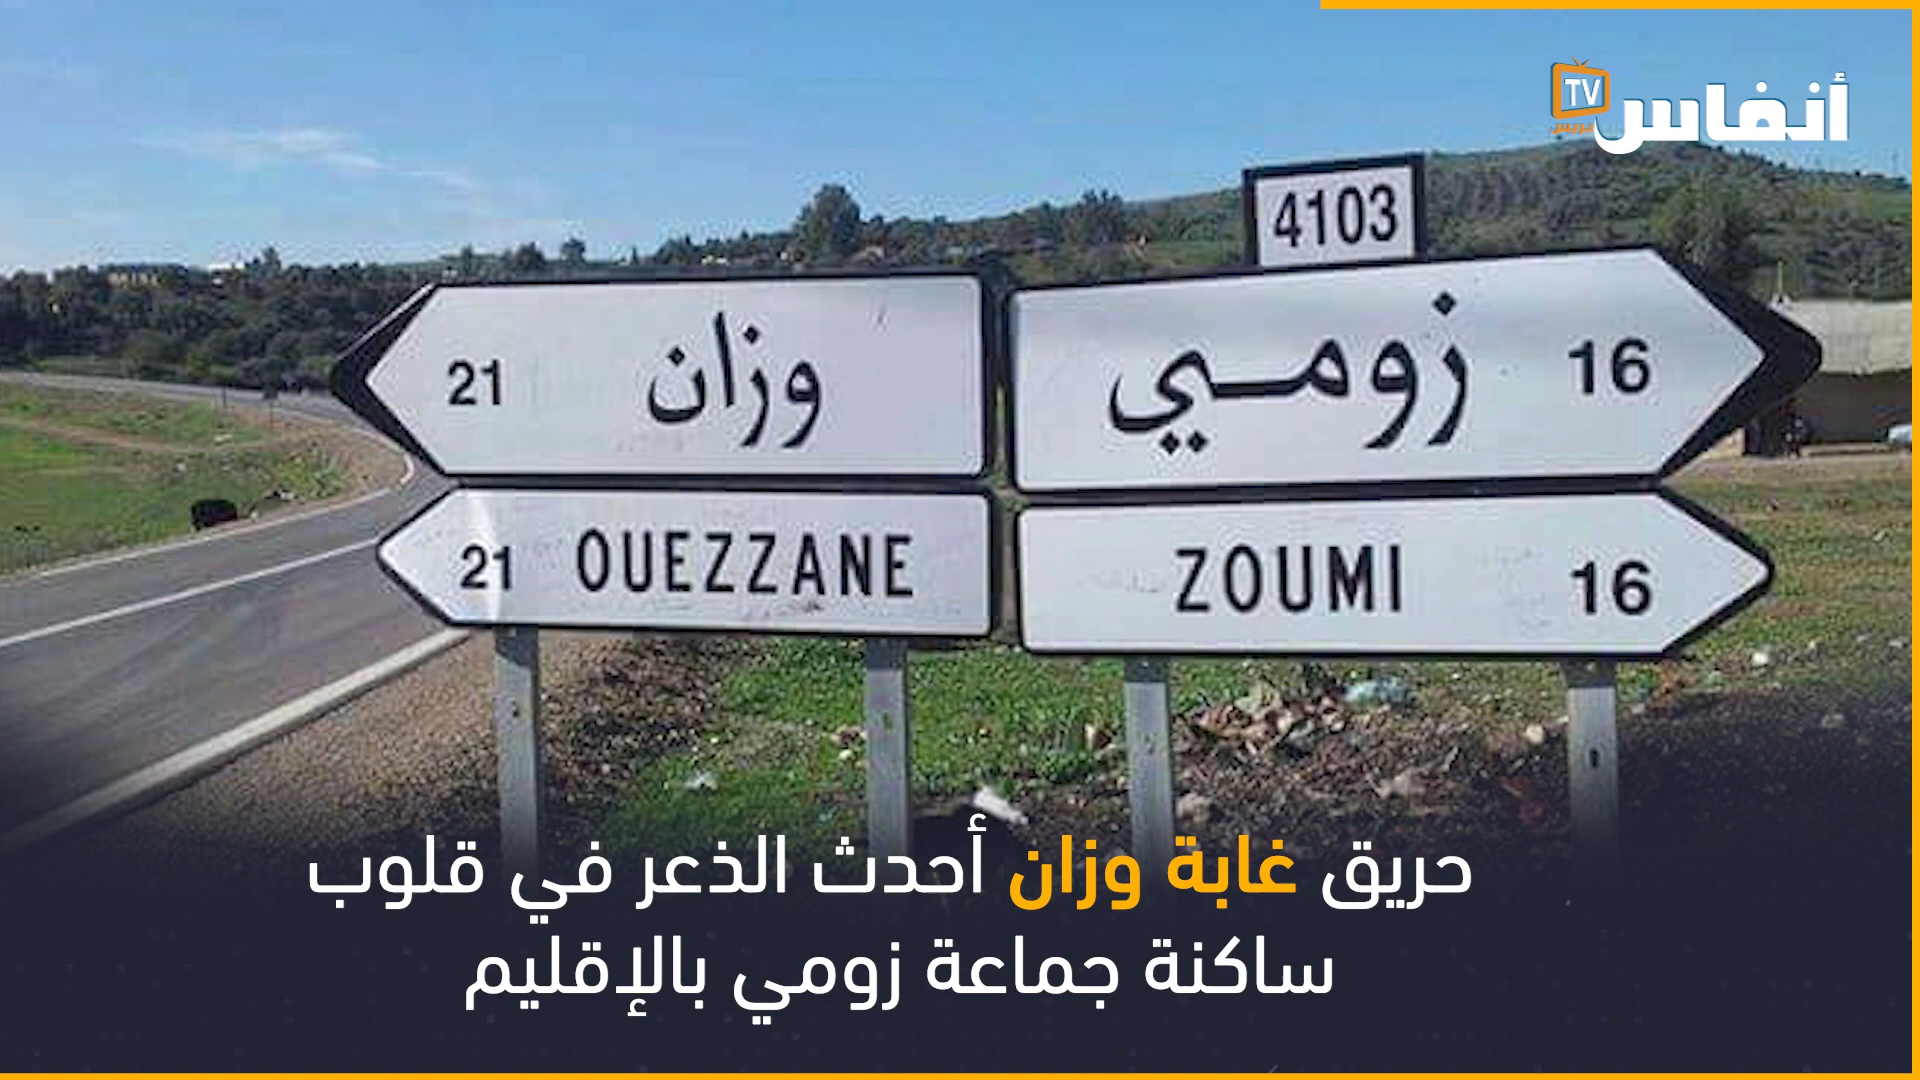 أنفاس
TV
بريس
4103
وزان 21
زومي 16
21 OUEZZANE
ZOUMI 16
حريق غابة وزان أحدث الذعر في قلوب
ساكنة جماعة زومي بالإقليم